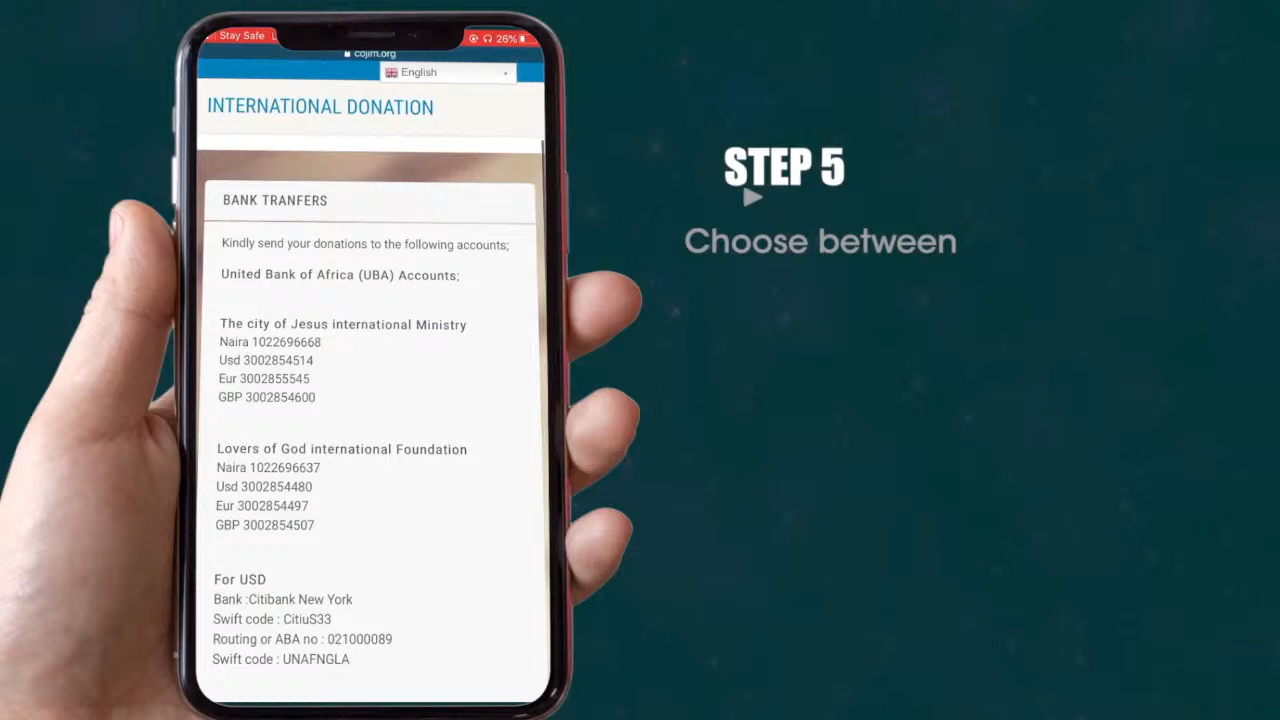 Stay Safe L
26%
cojim.org
English
INTERNATIONAL DONATION
BANK TRANFERS
Kindly send your donations to the following accounts;
United Bank of Africa (UBA) Accounts;
The city of Jesus international Ministry
Naira 1022696668
Usd 3002854514
Eur 3002855545
GBP 3002854600
Lovers of God international Foundation
Naira 1022696637
Usd 3002854480
Eur 3002854497
GBP 3002854507
For USD
Bank :Citibank New York
Swift code : CitiuS33
Routing or ABA no : 021000089
Swift code : UNAFNGLA
STEP 5
Choose between